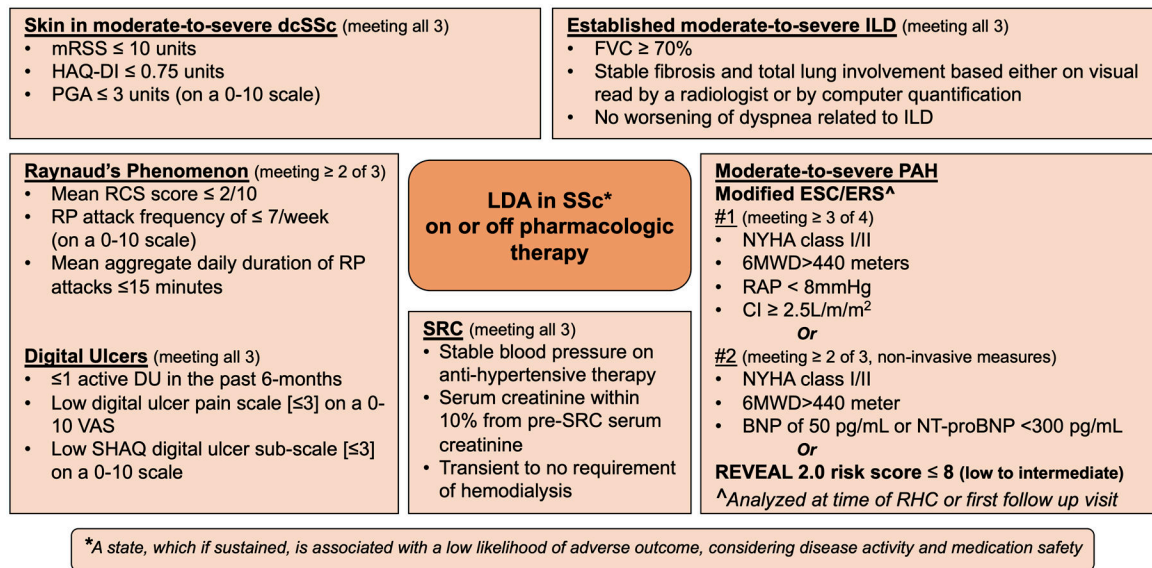 Skin in moderate-to-severe dcSSc (meeting all 3)
• mRSS ≤ 10 units
• HAQ-DI ≤ 0.75 units
• PGA ≤ 3 units (on a 0-10 scale)
Established moderate-to-severe ILD (meeting all 3)
• FVC ≥ 70%
• Stable fibrosis and total lung involvement based either on visual
read by a radiologist or by computer quantification
• No worsening of dyspnea related to ILD
Raynaud's Phenomenon (meeting ≥ 2 of 3)
• Mean RCS score ≤ 2/10
• RP attack frequency of ≤ 7/week
(on a 0-10 scale)
• Mean aggregate daily duration of RP
attacks ≤15 minutes
Digital Ulcers (meeting all 3)
• ≤1 active DU in the past 6-months
• Low digital ulcer pain scale [≤3] on a 0-
10 VAS
• Low SHAQ digital ulcer sub-scale [≤3]
on a 0-10 scale
LDA in SSc*
on or off pharmacologic
therapy
SRC (meeting all 3)
• Stable blood pressure on
anti-hypertensive therapy
• Serum creatinine within
10% from pre-SRC serum
creatinine
• Transient to no requirement
of hemodialysis
Moderate-to-severe PAH
Modified ESC/ERS^
#1 (meeting ≥ 3 of 4)
• NYHA class I/II
• 6MWD>440 meters
• RAP < 8mmHg
• CI ≥ 2.5L/m/m²
Or
#2 (meeting ≥ 2 of 3, non-invasive measures)
• NYHA class I/II
• 6MWD>440 meter
• BNP of 50 pg/mL or NT-proBNP <300 pg/mL
Or
REVEAL 2.0 risk score ≤ 8 (low to intermediate)
^Analyzed at time of RHC or first follow up visit
*A state, which if sustained, is associated with a low likelihood of adverse outcome, considering disease activity and medication safety